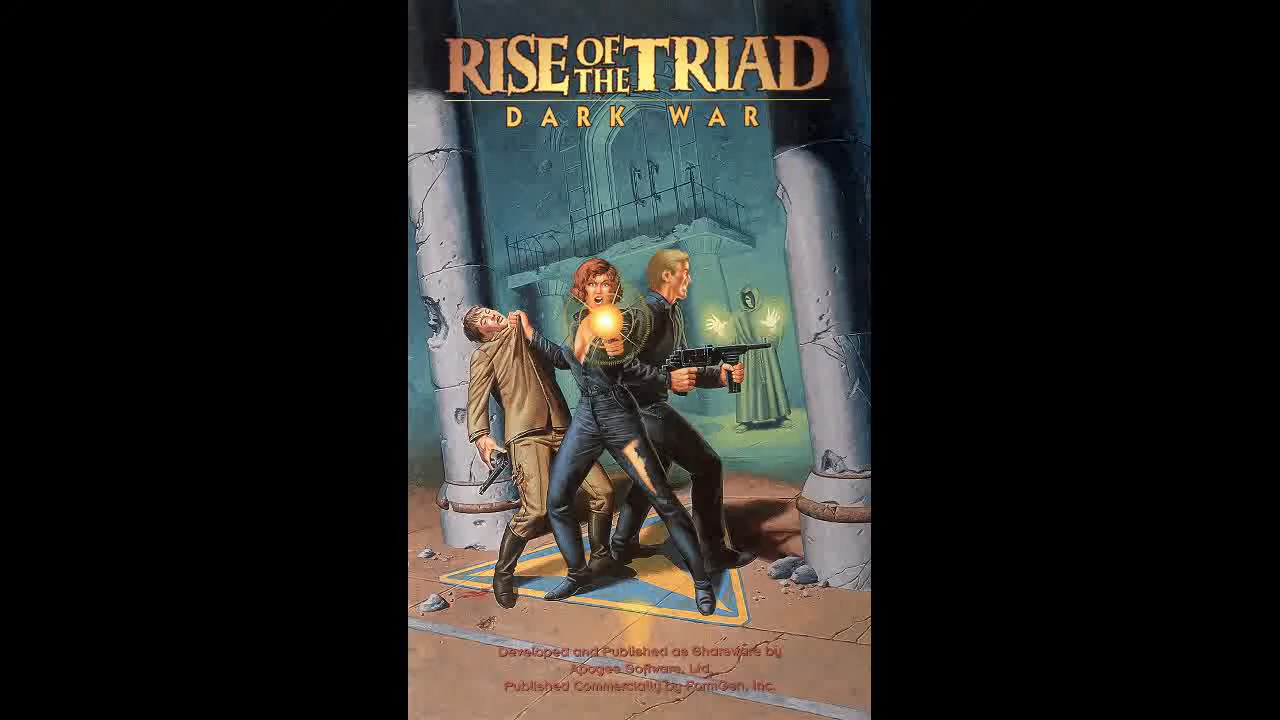 RISE OF THE TRIAD
DARK WAR
Developed and Published as Shareware by
Apogee Software, Ltd.
Published Commercially by FormGen, Inc.